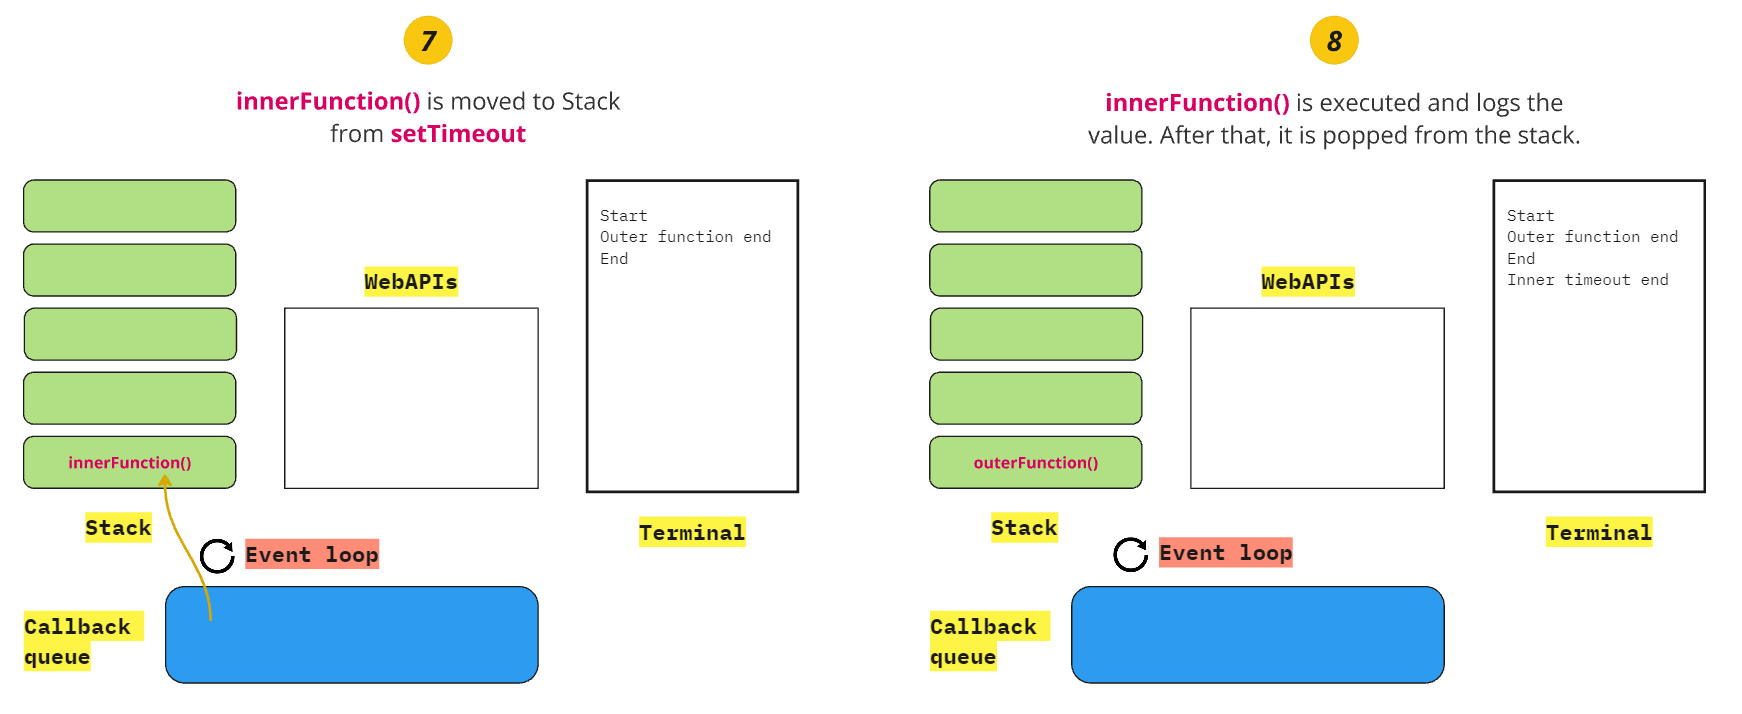 7
innerFunction() is moved to Stack
from setTimeout
Start
Outer function end
End
WebAPIs
innerFunction()
Stack
Terminal
Event loop
Callback
queue
8
innerFunction() is executed and logs the
value. After that, it is popped from the stack.
Start
Outer function end
End
Inner timeout end
WebAPIs
outerFunction()
Stack
Terminal
Event loop
Callback
queue